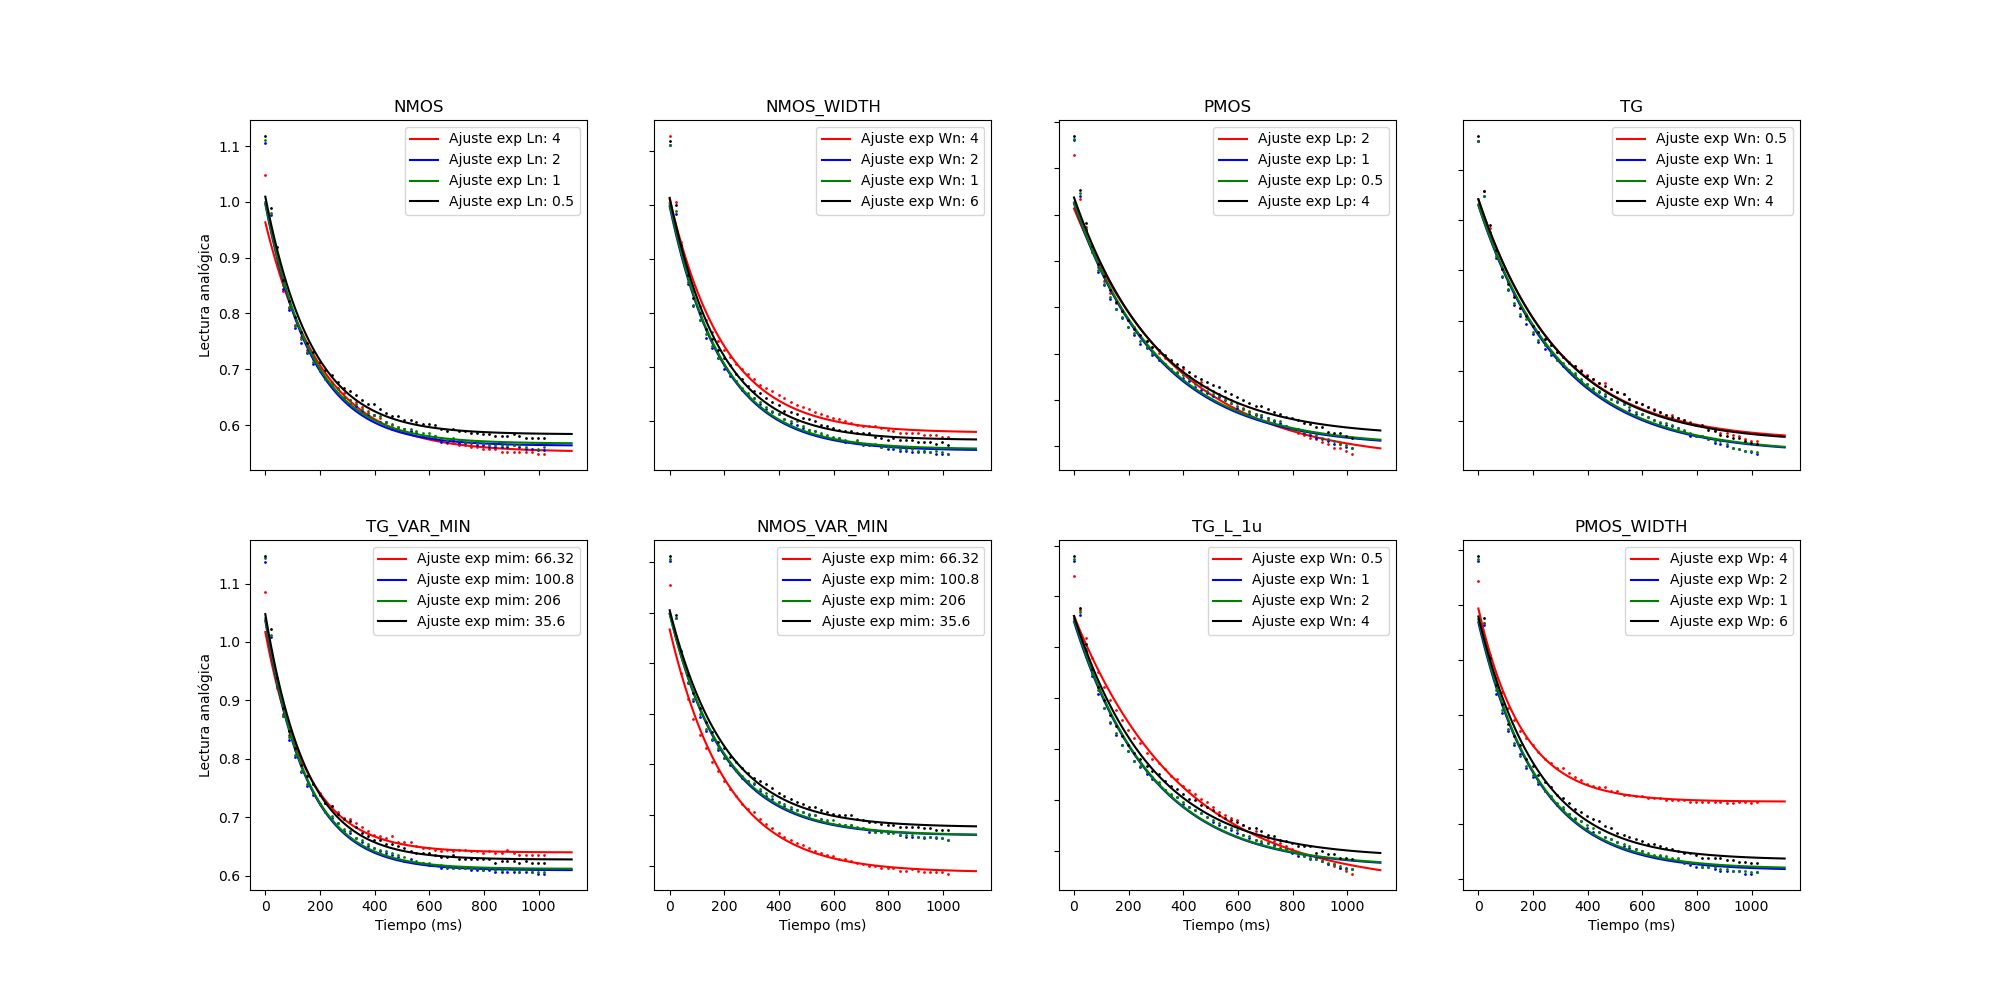 NMOS
Ajuste exp Ln: 4
Ajuste exp Ln: 2
Ajuste exp Ln: 1
Ajuste exp Ln: 0.5
1.1
1.0
0.9
0.8
0.7
0.6
Lectura analógica
NMOS_WIDTH
Ajuste exp Wn: 4
Ajuste exp Wn: 2
Ajuste exp Wn: 1
Ajuste exp Wn: 6
PMOS
Ajuste exp Lp: 2
Ajuste exp Lp: 1
Ajuste exp Lp: 0.5
Ajuste exp Lp: 4
TG
Ajuste exp Wn: 0.5
Ajuste exp Wn: 1
Ajuste exp Wn: 2
Ajuste exp Wn: 4
TG_VAR_MIN
Ajuste exp mim: 66.32
Ajuste exp mim: 100.8
Ajuste exp mim: 206
Ajuste exp mim: 35.6
1.1
1.0
0.9
0.8
0.7
0.6
Lectura analógica
0 200 400 600 800 1000
Tiempo (ms)
NMOS_VAR_MIN
Ajuste exp mim: 66.32
Ajuste exp mim: 100.8
Ajuste exp mim: 206
Ajuste exp mim: 35.6
0 200 400 600 800 1000
Tiempo (ms)
TG_L_1u
Ajuste exp Wn: 0.5
Ajuste exp Wn: 1
Ajuste exp Wn: 2
Ajuste exp Wn: 4
0 200 400 600 800 1000
Tiempo (ms)
PMOS_WIDTH
Ajuste exp Wp: 4
Ajuste exp Wp: 2
Ajuste exp Wp: 1
Ajuste exp Wp: 6
0 200 400 600 800 1000
Tiempo (ms)